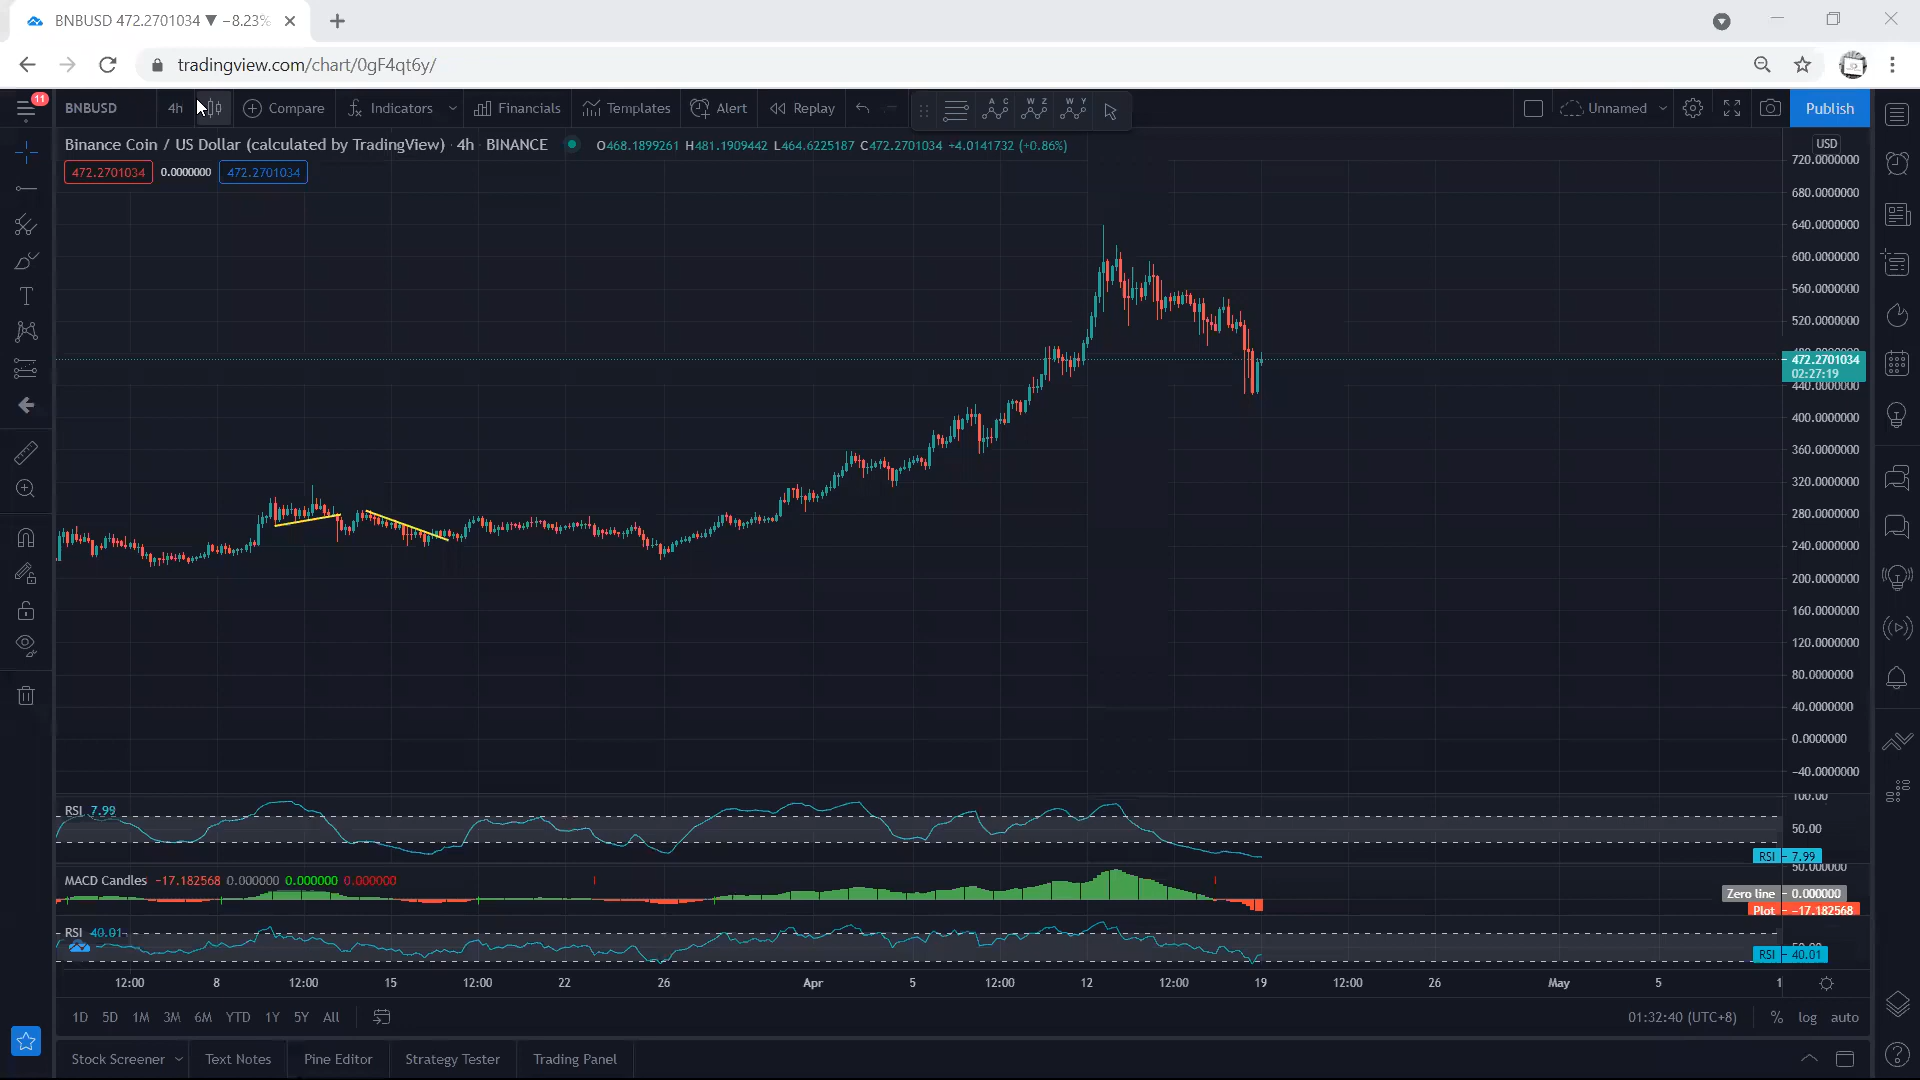 BNBUSD 472.2701034 ▼ −8.23%
tradingview.com/chart/0gF4qt6y/
11
BNBUSD 4h Compare Indicators Financials Templates Alert Replay A C W Z W Y Unnamed Publish
Binance Coin / US Dollar (calculated by TradingView) 4h BINANCE O468.1899261 H481.1909442 L464.6225187 C472.2701034 +4.0141732 (+0.86%)
472.2701034 0.0000000 472.2701034
USD
720.0000000
680.0000000
640.0000000
600.0000000
560.0000000
520.0000000
472.2701034
02:27:19
440.0000000
400.0000000
360.0000000
320.0000000
280.0000000
240.0000000
200.0000000
160.0000000
120.0000000
80.0000000
40.0000000
0.0000000
−40.0000000
100.00
RSI 7.99
50.00
RSI 7.99
50.000000
MACD Candles −17.182568 0.000000 0.000000 0.000000
Zero line 0.000000
Plot −17.182568
RSI 40.01
RSI 40.01
12:00 8 12:00 15 12:00 22 26 Apr 5 12:00 12 12:00 19 12:00 26 May 5 1
1D 5D 1M 3M 6M YTD 1Y 5Y All 01:32:40 (UTC+8) % log auto
Stock Screener Text Notes Pine Editor Strategy Tester Trading Panel